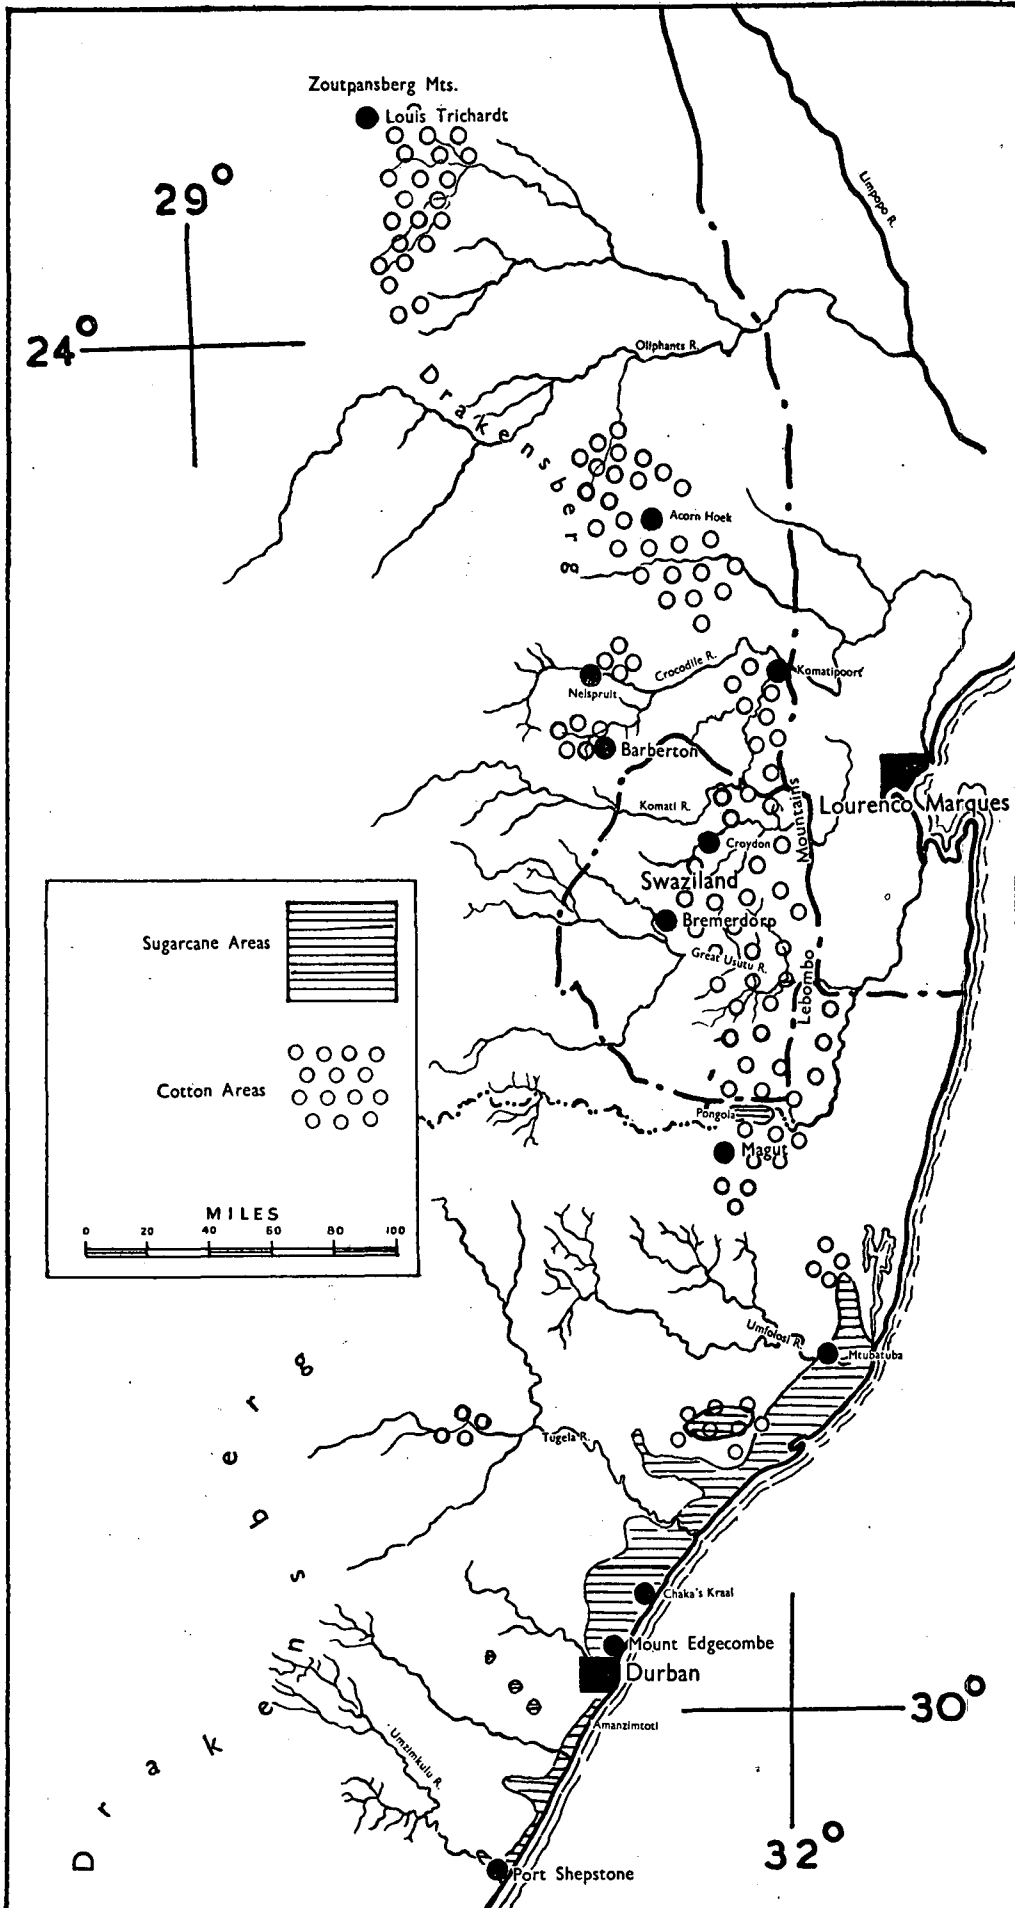 Zoutpansberg Mts.
Louis Trichardt
29°
Limpopo R.
24°
Oliphants R.
Drakensberg
Acorn Hoek
Crocodile R.
Komatipoort
Nelspruit
Barberton
Komati R.
Lourenco Marques
Mountains
Croydon
Swaziland
Bremerdorp
Great Usutu R.
Lebombo
Sugarcane Areas
Cotton Areas
MILES
0 20 40 60 80 100
Pongola
Magut
Umfolosi R.
Mtubatuba
Tugela R.
Chaka's Kraal
Mount Edgecombe
Durban
Amanzimtoti
30°
Umzimkulu R.
Drakensberg
32°
Port Shepstone